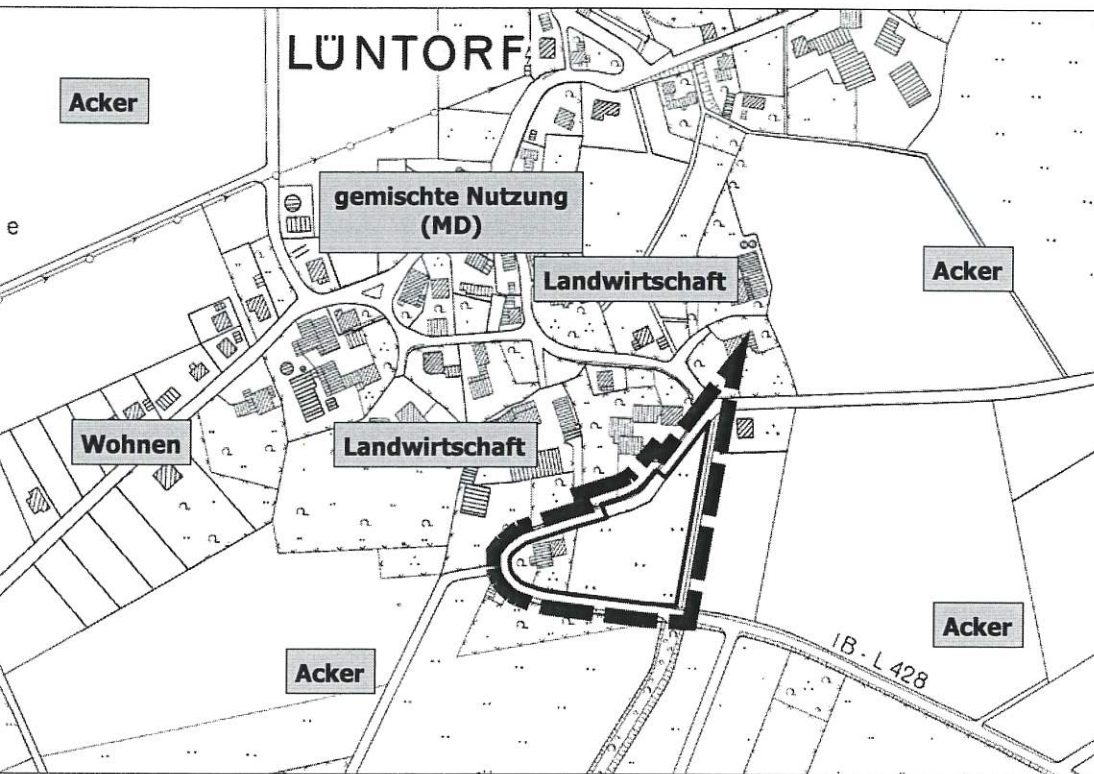 LÜNTORF
Acker
e
gemischte Nutzung
(MD)
Landwirtschaft
Acker
Wohnen
Landwirtschaft
Acker
Acker
IB - L 428